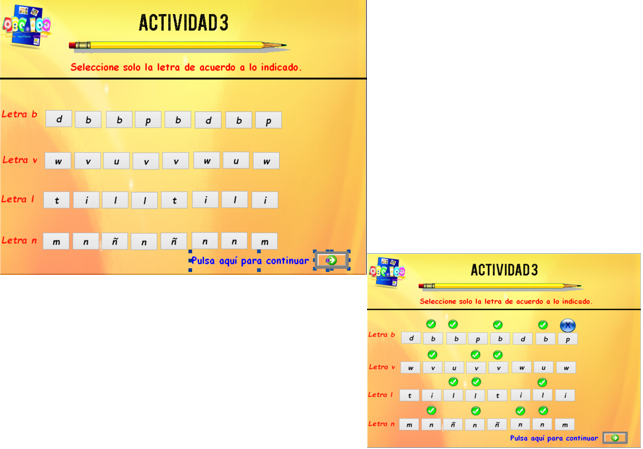 ACTIVIDAD 3
Seleccione solo la letra de acuerdo a lo indicado.
Letra b d b b p b d b p
Letra v w v u v v w u w
Letra l t i l l t i l i
Letra n m n ñ n ñ n n m
Pulsa aquí para continuar
ACTIVIDAD 3
Seleccione solo la letra de acuerdo a lo indicado.
X
Letra b d b b p b d b p
Letra v w v u v v w u w
Letra l t i l l t i l i
Letra n m n ñ n ñ n n m
Pulsa aquí para continuar